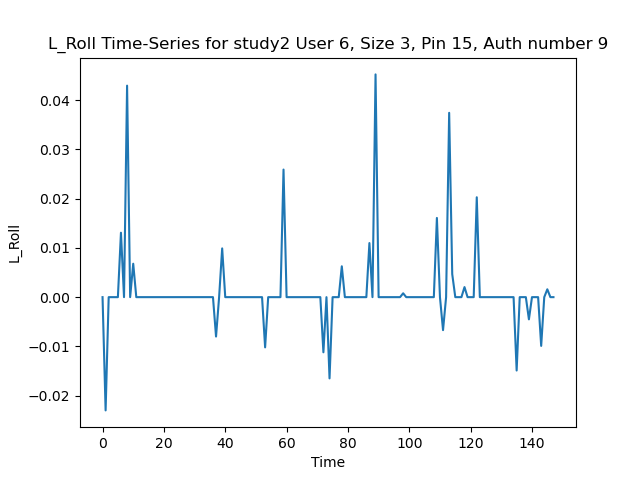 L_Roll Time-Series for study2 User 6, Size 3, Pin 15, Auth number 9
0.04
0.03
0.02
0.01
0.00
−0.01
−0.02
L_Roll
0 20 40 60 80 100 120 140
Time